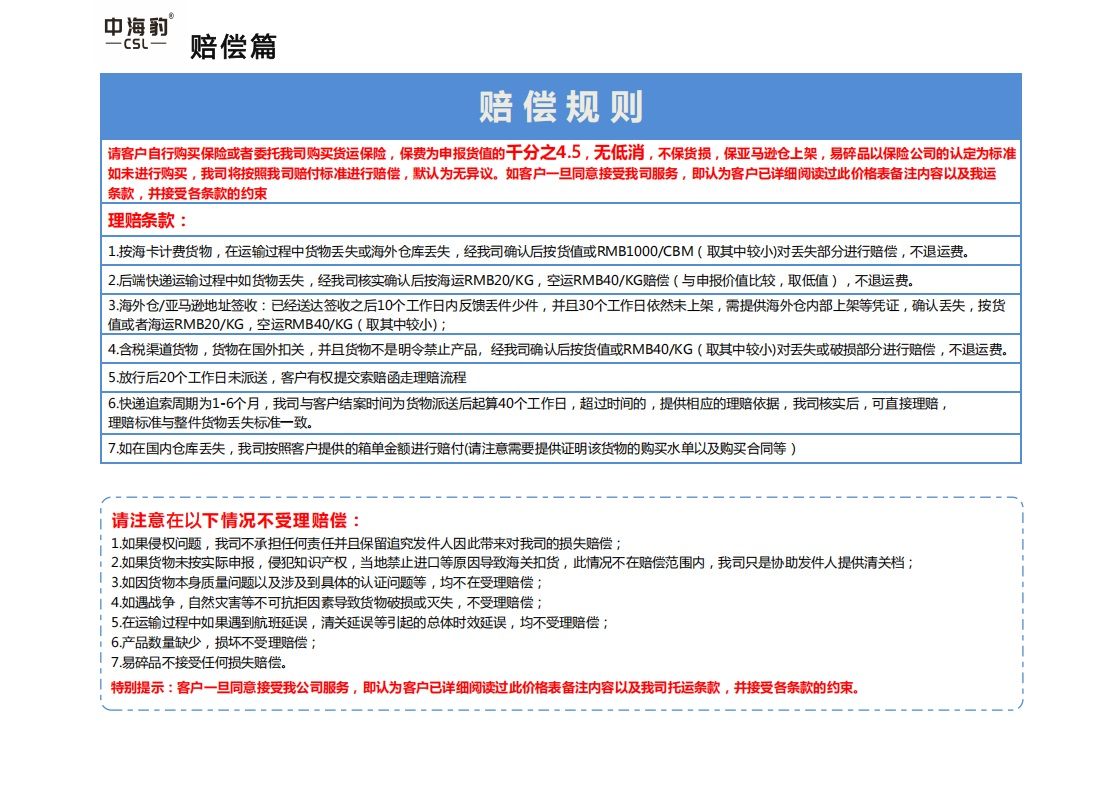 中海豹®
CSL
赔偿篇
赔偿规则
请客户自行购买保险或者委托我司购买货运保险，保费为申报货值的千分之4.5，无低消，不保货损，保亚马逊仓上架，易碎品以保险公司的认定为标准
如未进行购买，我司将按照我司赔付标准进行赔偿，默认为无异议。如客户一旦同意接受我司服务，即认为客户已详细阅读过此价格表备注内容以及我运
条款，并接受各条款的约束
理赔条款：
1.按海卡计费货物，在运输过程中货物丢失或海外仓库丢失，经我司确认后按货值或RMB1000/CBM（取其中较小)对丢失部分进行赔偿，不退运费。
2.后端快递运输过程中如货物丢失，经我司核实确认后按海运RMB20/KG，空运RMB40/KG赔偿（与申报价值比较，取低值），不退运费。
3.海外仓/亚马逊地址签收：已经送达签收之后10个工作日内反馈丢件少件，并且30个工作日依然未上架，需提供海外仓内部上架等凭证，确认丢失，按货
值或者海运RMB20/KG，空运RMB40/KG（取其中较小)；
4.含税渠道货物，货物在国外扣关，并且货物不是明令禁止产品，经我司确认后按货值或RMB40/KG（取其中较小)对丢失或破损部分进行赔偿，不退运费。
5.放行后20个工作日未派送，客户有权提交索赔函走理赔流程
6.快递追索周期为1-6个月，我司与客户结案时间为货物派送后起算40个工作日，超过时间的，提供相应的理赔依据，我司核实后，可直接理赔，
理赔标准与整件货物丢失标准一致。
7.如在国内仓库丢失，我司按照客户提供的箱单金额进行赔付(请注意需要提供证明该货物的购买水单以及购买合同等）
请注意在以下情况不受理赔偿：
1.如果侵权问题，我司不承担任何责任并且保留追究发件人因此带来对我司的损失赔偿；
2.如果货物未按实际申报，侵犯知识产权，当地禁止进口等原因导致海关扣货，此情况不在赔偿范围内，我司只是协助发件人提供清关档；
3.如因货物本身质量问题以及涉及到具体的认证问题等，均不在受理赔偿；
4.如遇战争，自然灾害等不可抗拒因素导致货物破损或灭失，不受理赔偿；
5.在运输过程中如果遇到航班延误，清关延误等引起的总体时效延误，均不受理赔偿；
6.产品数量缺少，损坏不受理赔偿；
7.易碎品不接受任何损失赔偿。
特别提示：客户一旦同意接受我公司服务，即认为客户已详细阅读过此价格表备注内容以及我司托运条款，并接受各条款的约束。